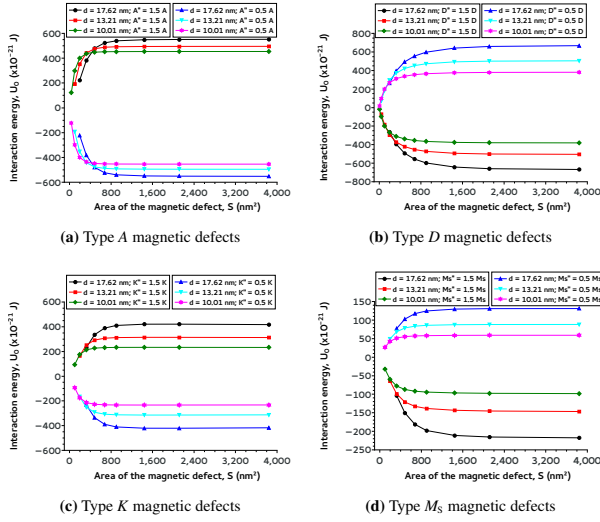 d = 17.62 nm; A" = 1.5 A
d = 13.21 nm; A" = 1.5 A
d = 10.01 nm; A" = 1.5 A
d = 17.62 nm; A" = 0.5 A
d = 13.21 nm; A" = 0.5 A
d = 10.01 nm; A" = 0.5 A
Interaction energy, U₀ (x10⁻²¹ J)
600
400
200
0
−200
−400
−600
0 800 1,600 2,400 3,200 4,000
Area of the magnetic defect, S (nm²)
(a) Type A magnetic defects
d = 17.62 nm; D" = 1.5 D
d = 13.21 nm; D" = 1.5 D
d = 10.01 nm; D" = 1.5 D
d = 17.62 nm; D" = 0.5 D
d = 13.21 nm; D" = 0.5 D
d = 10.01 nm; D" = 0.5 D
Interaction energy, U₀ (x10⁻²¹ J)
800
600
400
200
0
−200
−400
−600
−800
0 800 1,600 2,400 3,200 4,000
Area of the magnetic defect, S (nm²)
(b) Type D magnetic defects
d = 17.62 nm; K" = 1.5 K
d = 13.21 nm; K" = 1.5 K
d = 10.01 nm; K" = 1.5 K
d = 17.62 nm; K" = 0.5 K
d = 13.21 nm; K" = 0.5 K
d = 10.01 nm; K" = 0.5 K
Interaction energy, U₀ (x10⁻²¹ J)
600
400
200
0
−200
−400
−600
0 800 1,600 2,400 3,200 4,000
Area of the magnetic defect, S (nm²)
(c) Type K magnetic defects
d = 17.62 nm; Ms" = 1.5 Ms
d = 13.21 nm; Ms" = 1.5 Ms
d = 10.01 nm; Ms" = 1.5 Ms
d = 17.62 nm; Ms" = 0.5 Ms
d = 13.21 nm; Ms" = 0.5 Ms
d = 10.01 nm; Ms" = 0.5 Ms
Interaction energy, U₀ (x10⁻²¹ J)
150
100
50
0
−50
−100
−150
−200
−250
0 800 1,600 2,400 3,200 4,000
Area of the magnetic defect, S (nm²)
(d) Type Mₛ magnetic defects